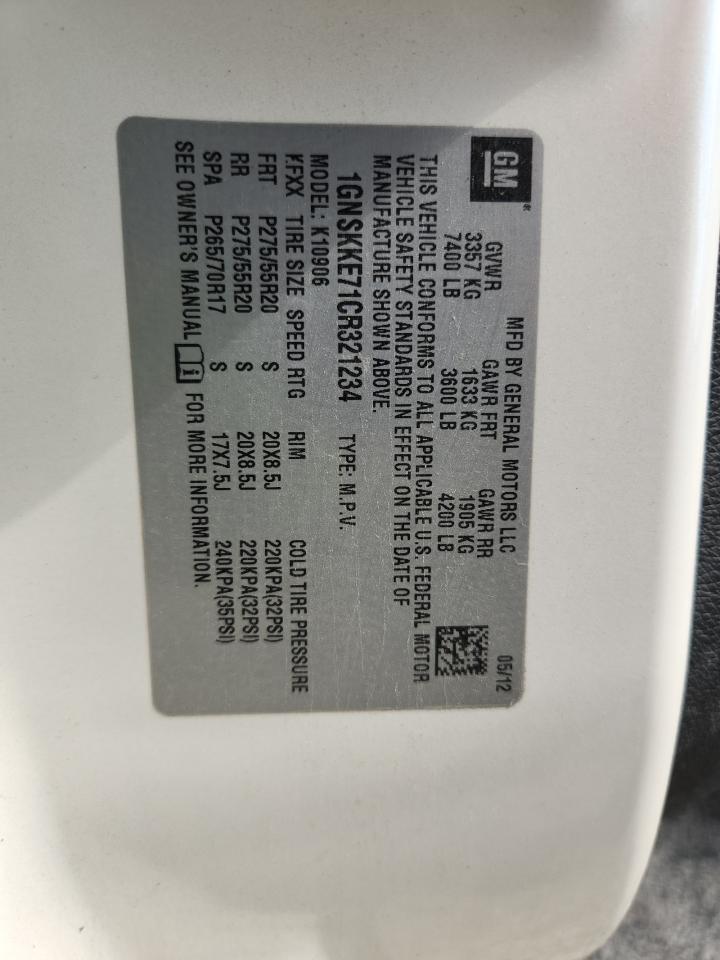 GM
MFD BY GENERAL MOTORS LLC 05/12
GVWR GAWR FRT GAWR RR
3357 KG 1633 KG 1905 KG
7400 LB 3600 LB 4200 LB
THIS VEHICLE CONFORMS TO ALL APPLICABLE U.S. FEDERAL MOTOR
VEHICLE SAFETY STANDARDS IN EFFECT ON THE DATE OF
MANUFACTURE SHOWN ABOVE.
1GNSKKE71CR321234 TYPE: M.P.V.
MODEL: K10906
KFXX TIRE SIZE SPEED RTG RIM COLD TIRE PRESSURE
FRT P275/55R20 S 20X8.5J 220KPA(32PSI)
RR P275/55R20 S 20X8.5J 220KPA(32PSI)
SPA P265/70R17 S 17X7.5J 240KPA(35PSI)
SEE OWNER'S MANUAL FOR MORE INFORMATION.